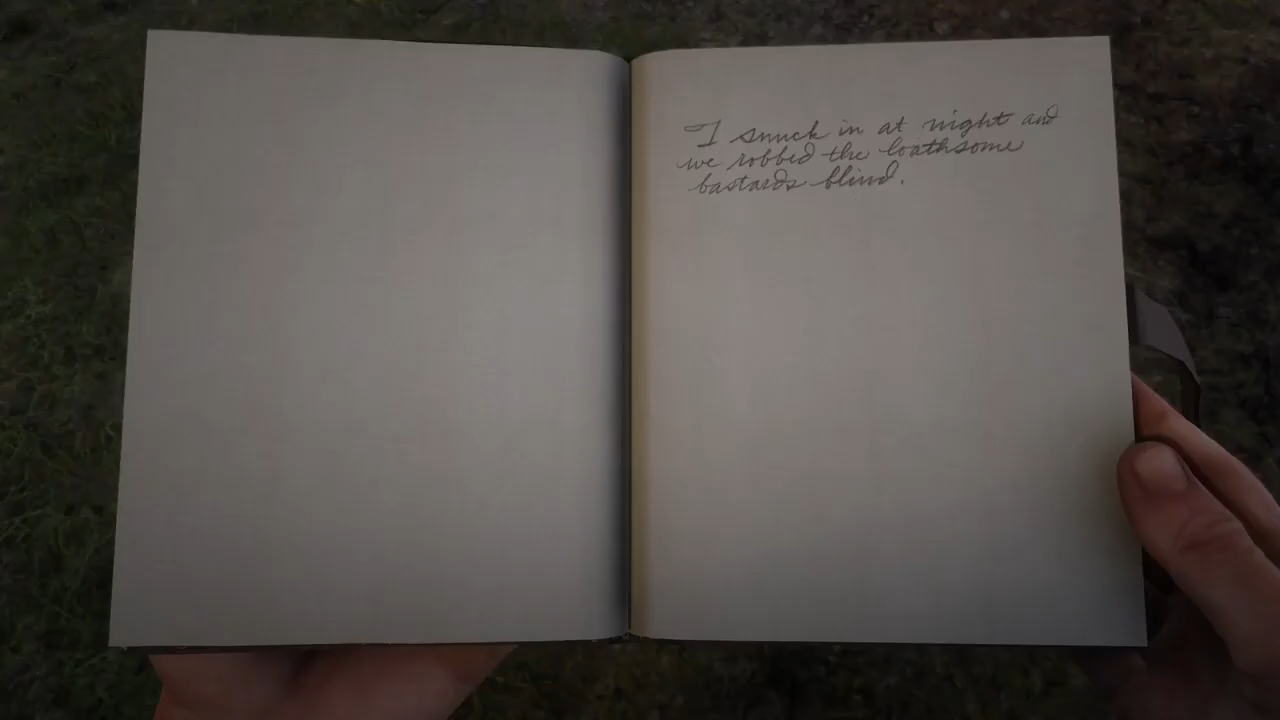 I snuck in at night and
we robbed the loathsome
bastards blind.